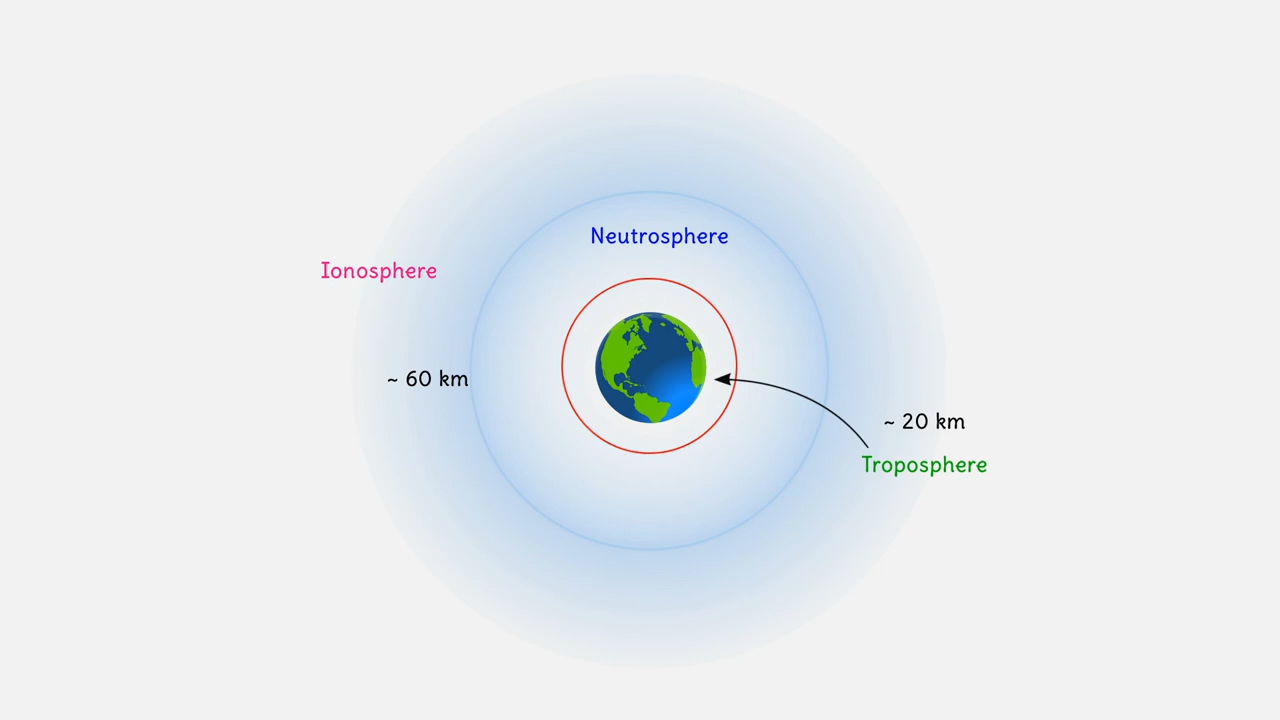 Neutrosphere
Ionosphere
~ 60 km
~ 20 km
Troposphere